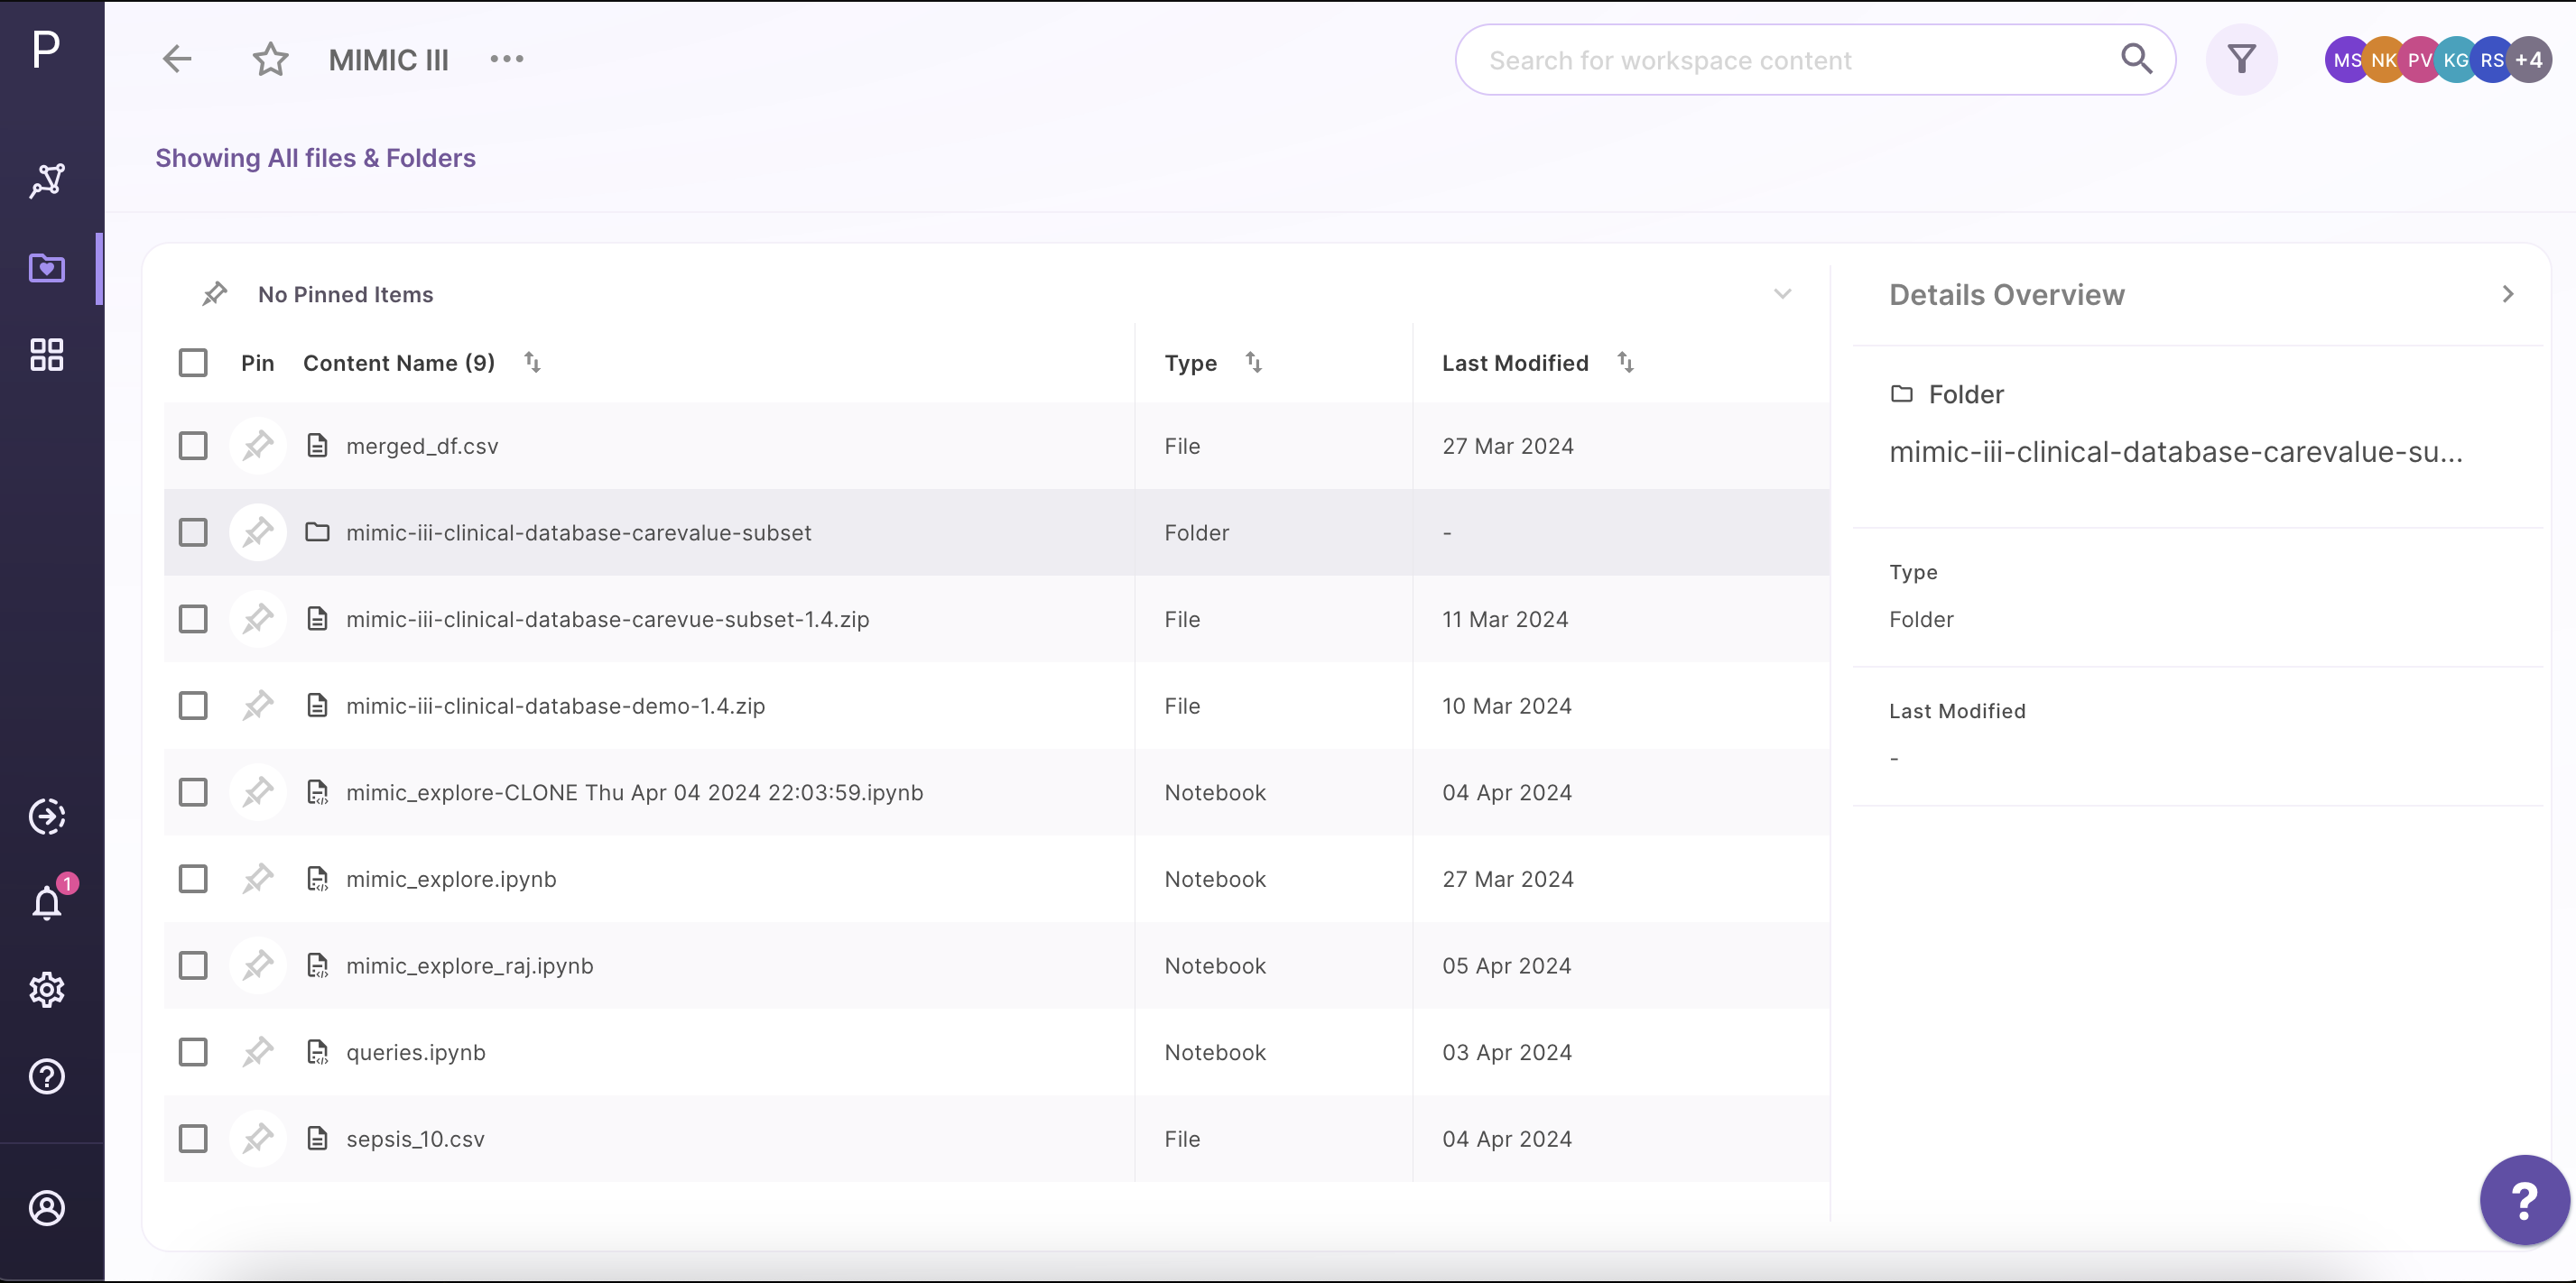 P
MIMIC III
Search for workspace content
MS NK PV KG RS +4
Showing All files & Folders
No Pinned Items
Details Overview
Pin Content Name (9) Type Last Modified
Folder
merged_df.csv File 27 Mar 2024
mimic-iii-clinical-database-carevalue-su...
mimic-iii-clinical-database-carevalue-subset Folder -
Type
mimic-iii-clinical-database-carevue-subset-1.4.zip File 11 Mar 2024
Folder
mimic-iii-clinical-database-demo-1.4.zip File 10 Mar 2024
Last Modified
-
mimic_explore-CLONE Thu Apr 04 2024 22:03:59.ipynb Notebook 04 Apr 2024
mimic_explore.ipynb Notebook 27 Mar 2024
1
mimic_explore_raj.ipynb Notebook 05 Apr 2024
queries.ipynb Notebook 03 Apr 2024
?
sepsis_10.csv File 04 Apr 2024
?